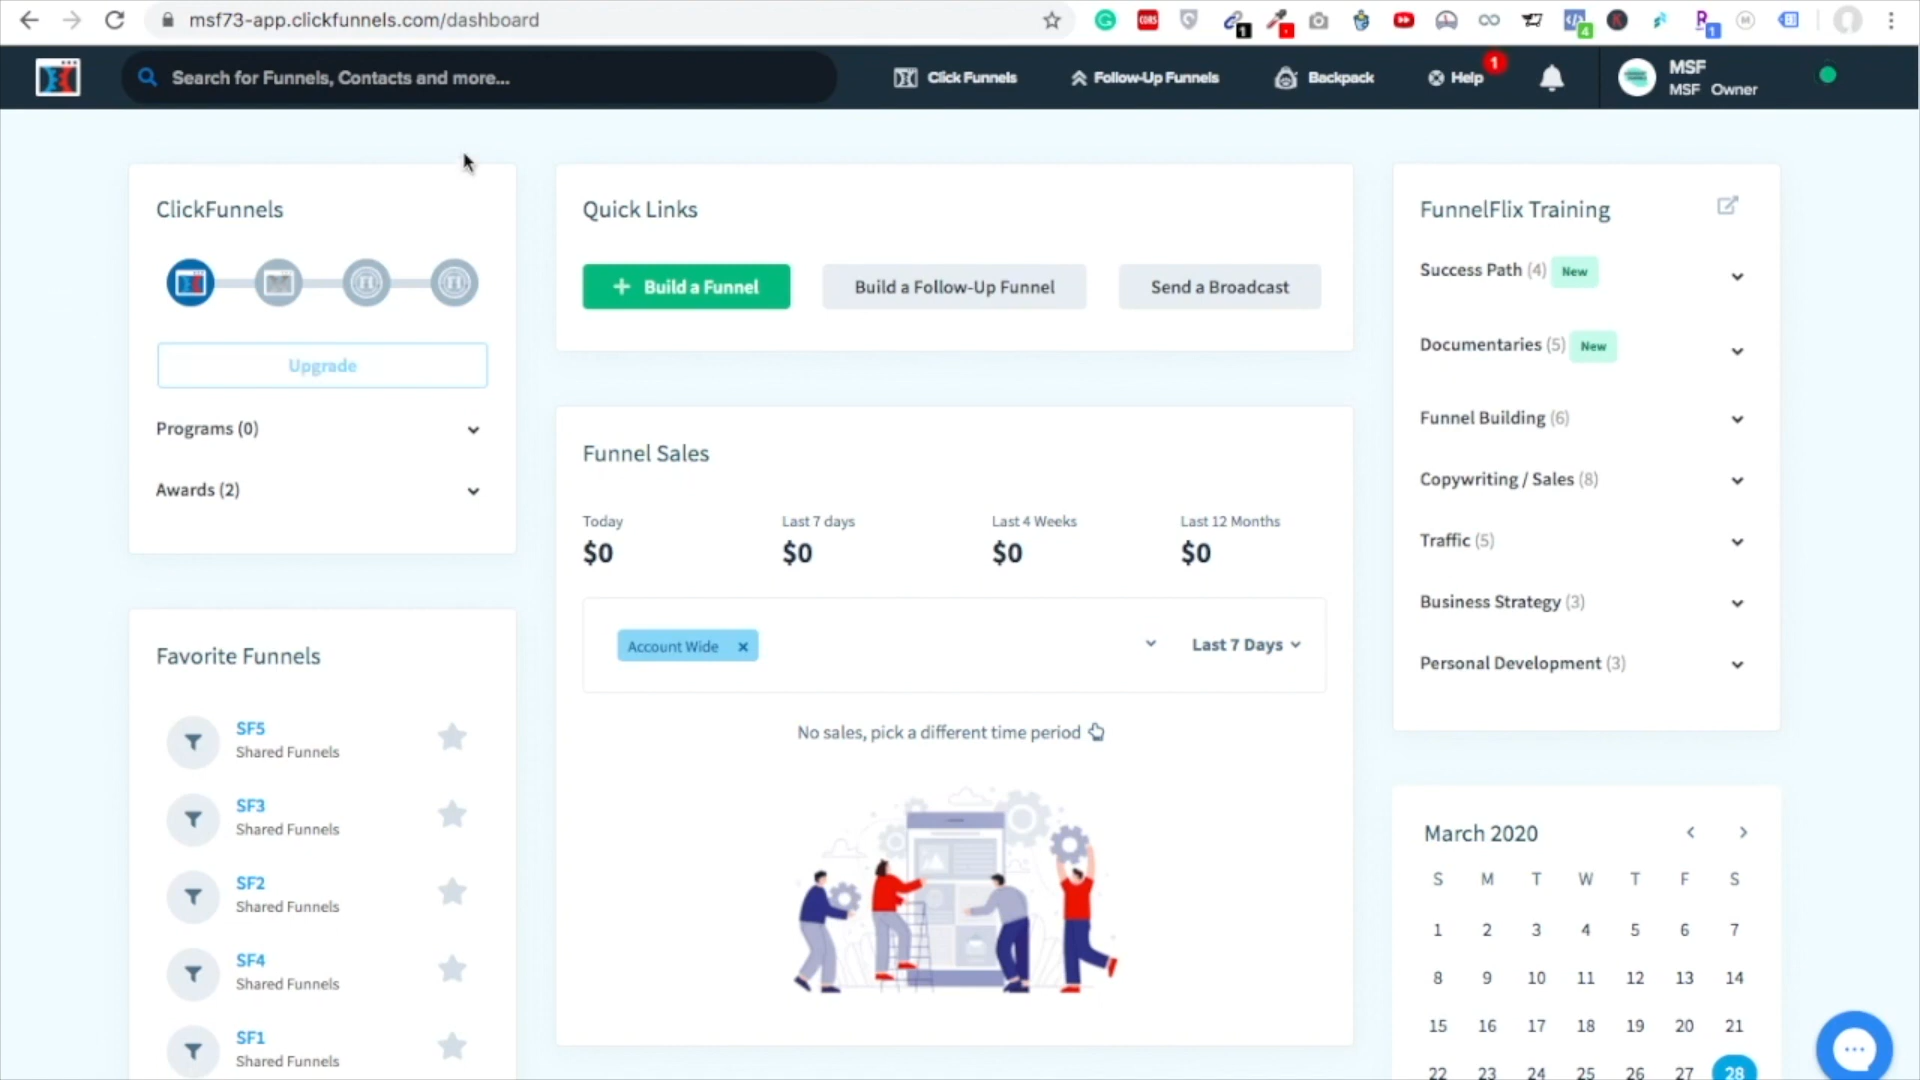 msf73-app.clickfunnels.com/dashboard
Search for Funnels, Contacts and more...
Click Funnels
Follow-Up Funnels
Backpack
Help
1
MSF
MSF Owner
ClickFunnels
Upgrade
Programs (0)
Awards (2)
Favorite Funnels
SF5
Shared Funnels
SF3
Shared Funnels
SF2
Shared Funnels
SF4
Shared Funnels
SF1
Shared Funnels
Quick Links
+ Build a Funnel
Build a Follow-Up Funnel
Send a Broadcast
Funnel Sales
Today Last 7 days Last 4 Weeks Last 12 Months
$0 $0 $0 $0
Account Wide ×
Last 7 Days
No sales, pick a different time period
FunnelFlix Training
Success Path (4) New
Documentaries (5) New
Funnel Building (6)
Copywriting / Sales (8)
Traffic (5)
Business Strategy (3)
Personal Development (3)
March 2020
S M T W T F S
1 2 3 4 5 6 7
8 9 10 11 12 13 14
15 16 17 18 19 20 21
22 23 24 25 26 27 28